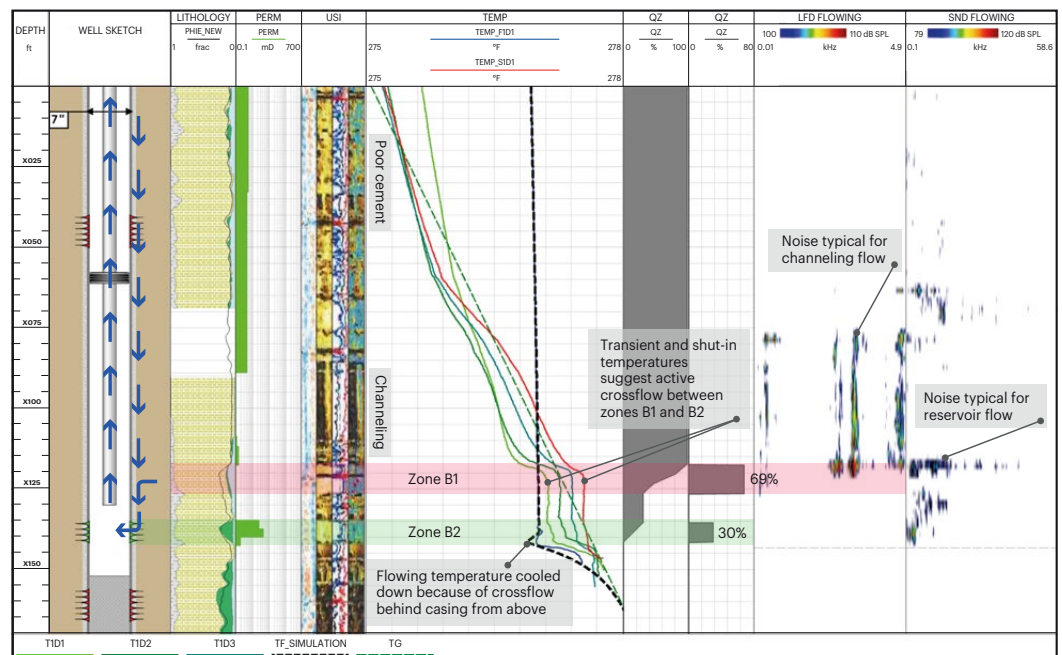 DEPTH
ft
WELL SKETCH
LITHOLOGY
PHIE_NEW
1 frac 0
PERM
PERM
0.1 mD 700
USI
TEMP
TEMP_F1D1
275 °F 278
TEMP_S1D1
275 °F 278
QZ
QZ
0 % 100
QZ
QZ
0 % 80
LFD FLOWING
100 110 dB SPL
0.01 kHz 4.9
SND FLOWING
79 120 dB SPL
0.1 kHz 58.6
7"
X025
X050
X075
X100
X125
X150
Poor cement
Channeling
Noise typical for
channeling flow
Transient and shut-in
temperatures
suggest active
crossflow between
zones B1 and B2
Noise typical for
reservoir flow
Zone B1
69%
Zone B2
30%
Flowing temperature cooled
down because of crossflow
behind casing from above
T1D1 T1D2 T1D3 TF_SIMULATION TG